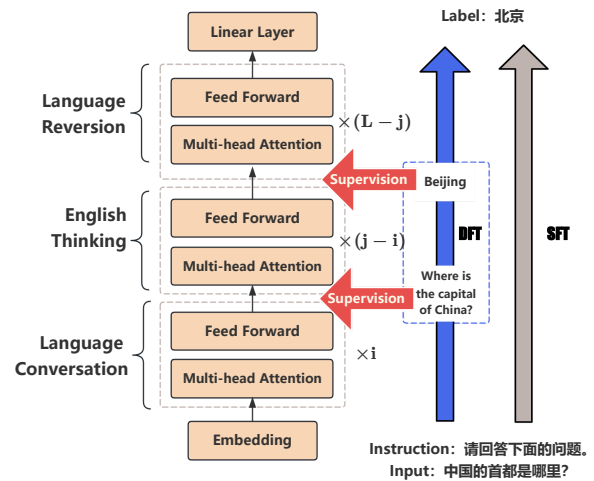 Label: 北京
Linear Layer
Language
Reversion
Feed Forward
Multi-head Attention
×(L − j)
Supervision
Beijing
English
Thinking
Feed Forward
Multi-head Attention
×(j − i)
DFT
SFT
Supervision
Where is
the capital
of China?
Language
Conversation
Feed Forward
Multi-head Attention
×i
Embedding
Instruction: 请回答下面的问题。
Input: 中国的首都是哪里?